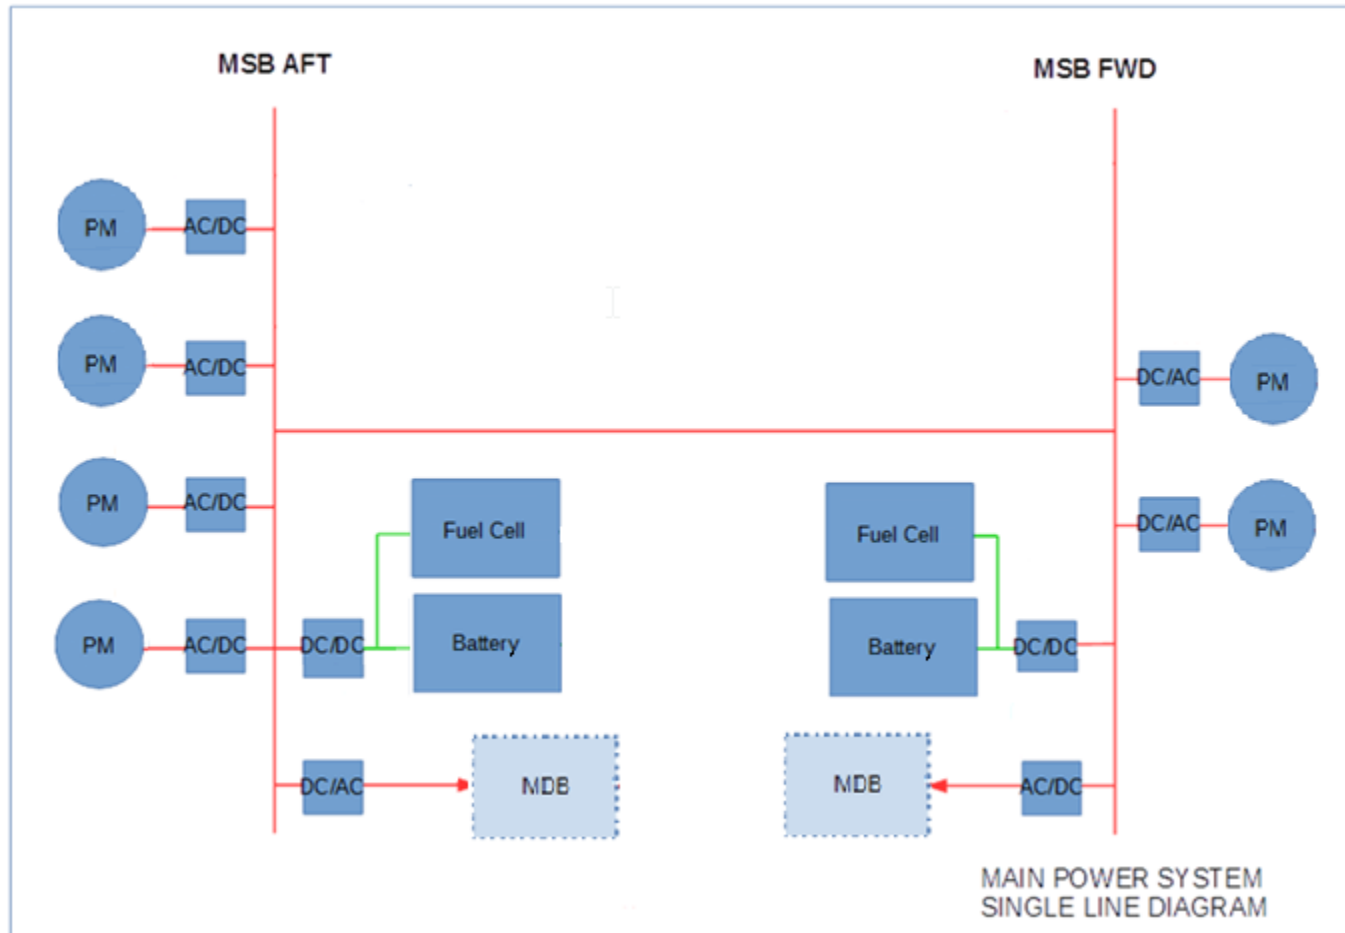 MSB AFT
MSB FWD
PM
AC/DC
PM
AC/DC
DC/AC
PM
PM
AC/DC
Fuel Cell
Fuel Cell
DC/AC
PM
PM
AC/DC
DC/DC
Battery
Battery
DC/DC
DC/AC
MDB
MDB
AC/DC
MAIN POWER SYSTEM
SINGLE LINE DIAGRAM